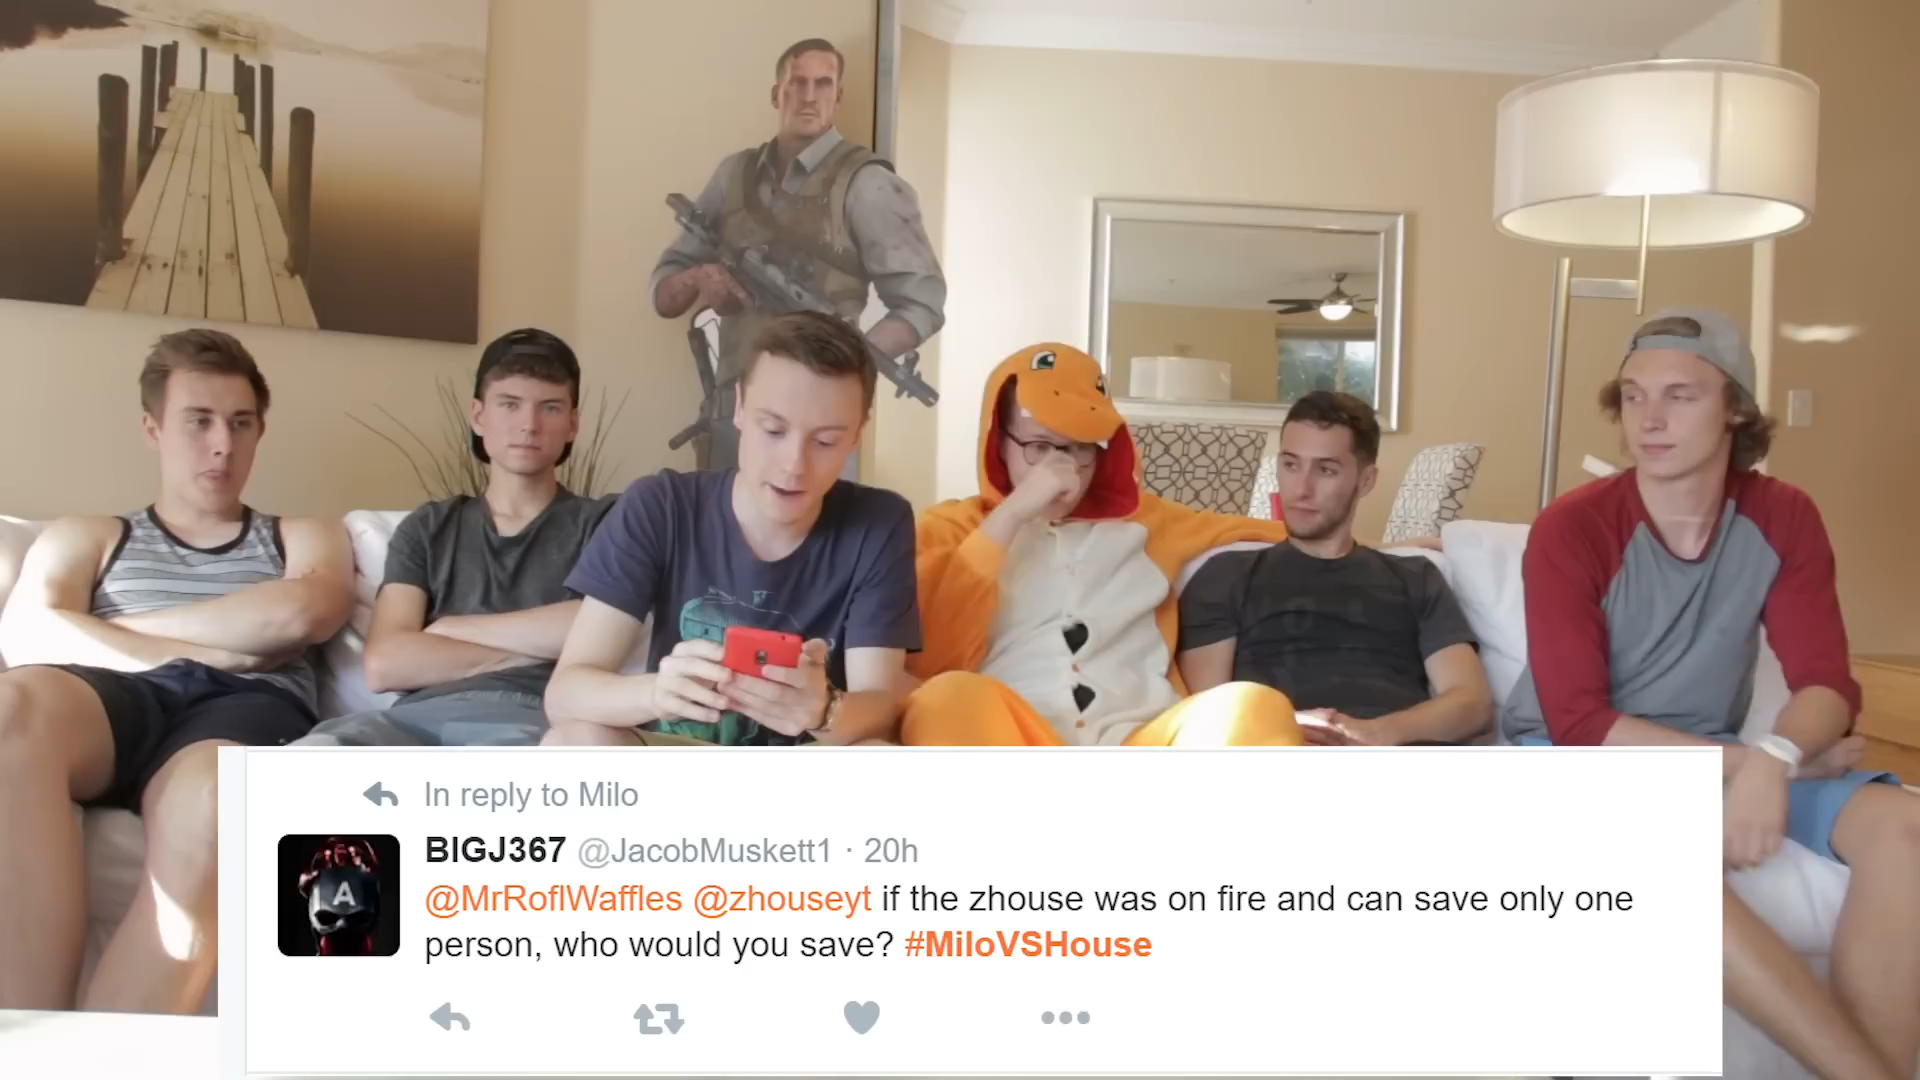 In reply to Milo
BIGJ367 @JacobMuskett1 · 20h
@MrRoflWaffles @zhouseyt if the zhouse was on fire and can save only one
person, who would you save? #MiloVSHouse
A